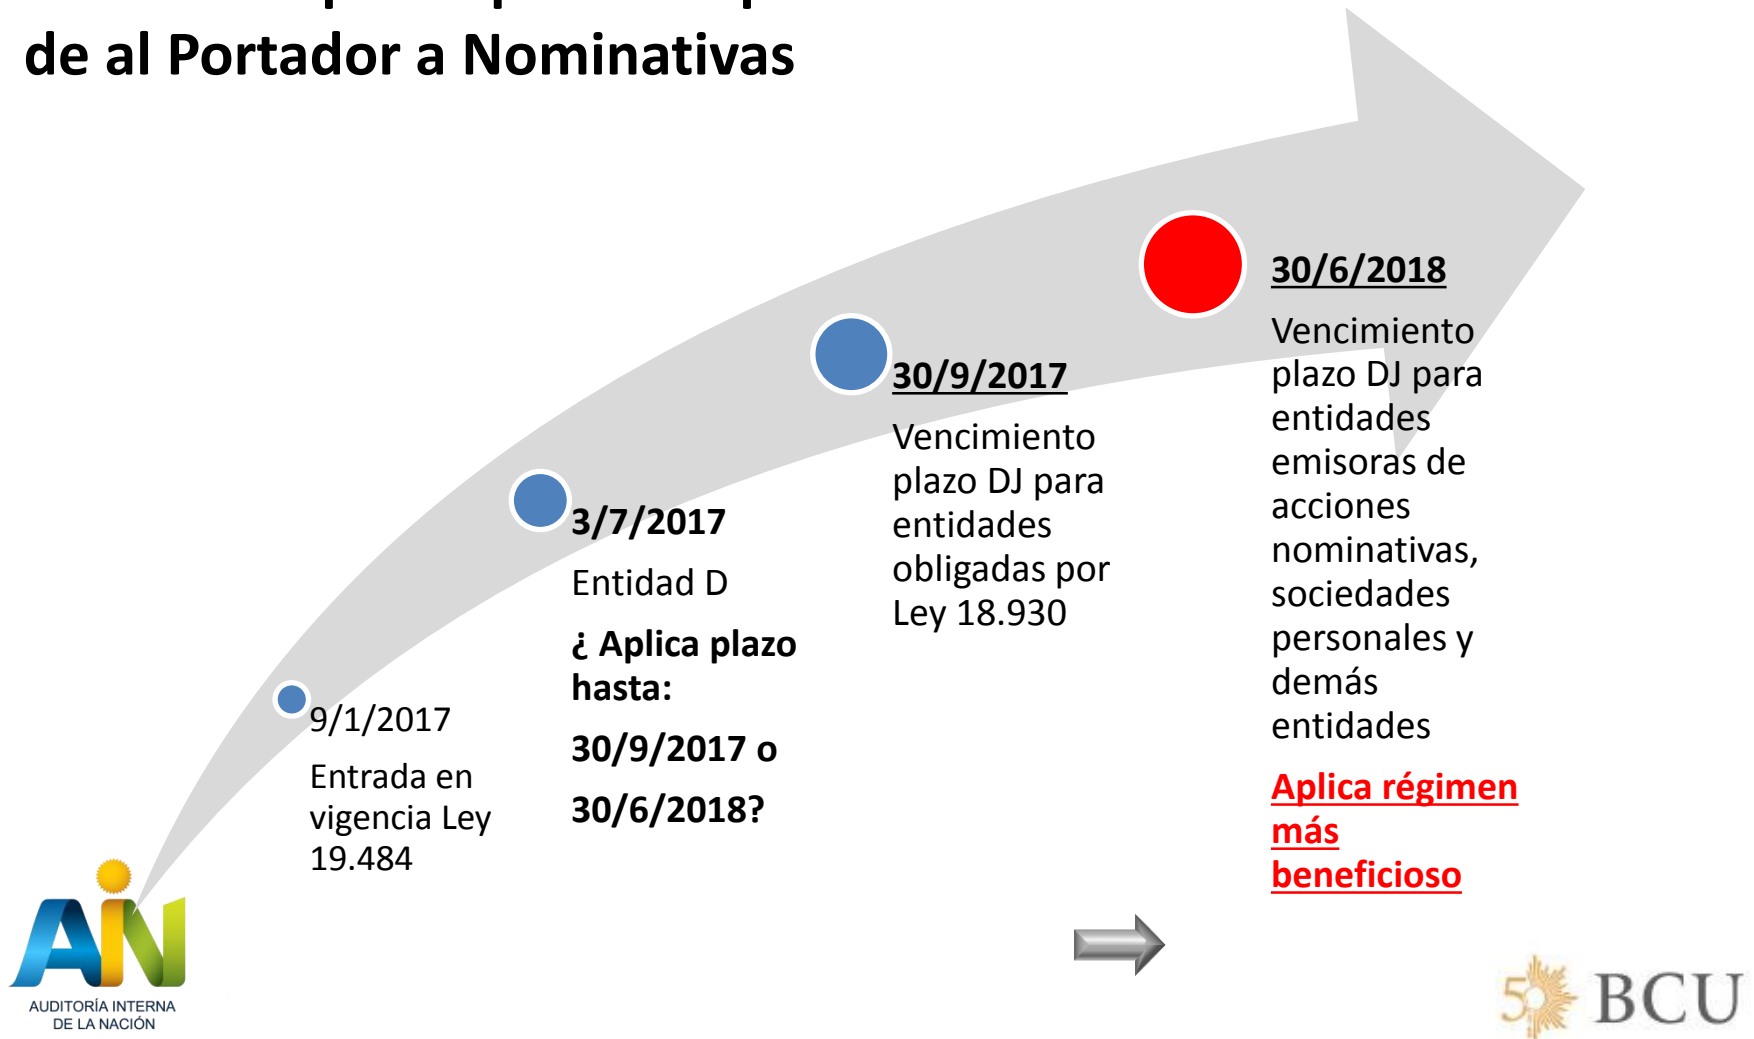 de al Portador a Nominativas
9/1/2017
Entrada en
vigencia Ley
19.484
3/7/2017
Entidad D
¿ Aplica plazo
hasta:
30/9/2017 o
30/6/2018?
30/9/2017
Vencimiento
plazo DJ para
entidades
obligadas por
Ley 18.930
30/6/2018
Vencimiento
plazo DJ para
entidades
emisoras de
acciones
nominativas,
sociedades
personales y
demás
entidades
Aplica régimen
más
beneficioso
AIN
AUDITORÍA INTERNA
DE LA NACIÓN
50 BCU